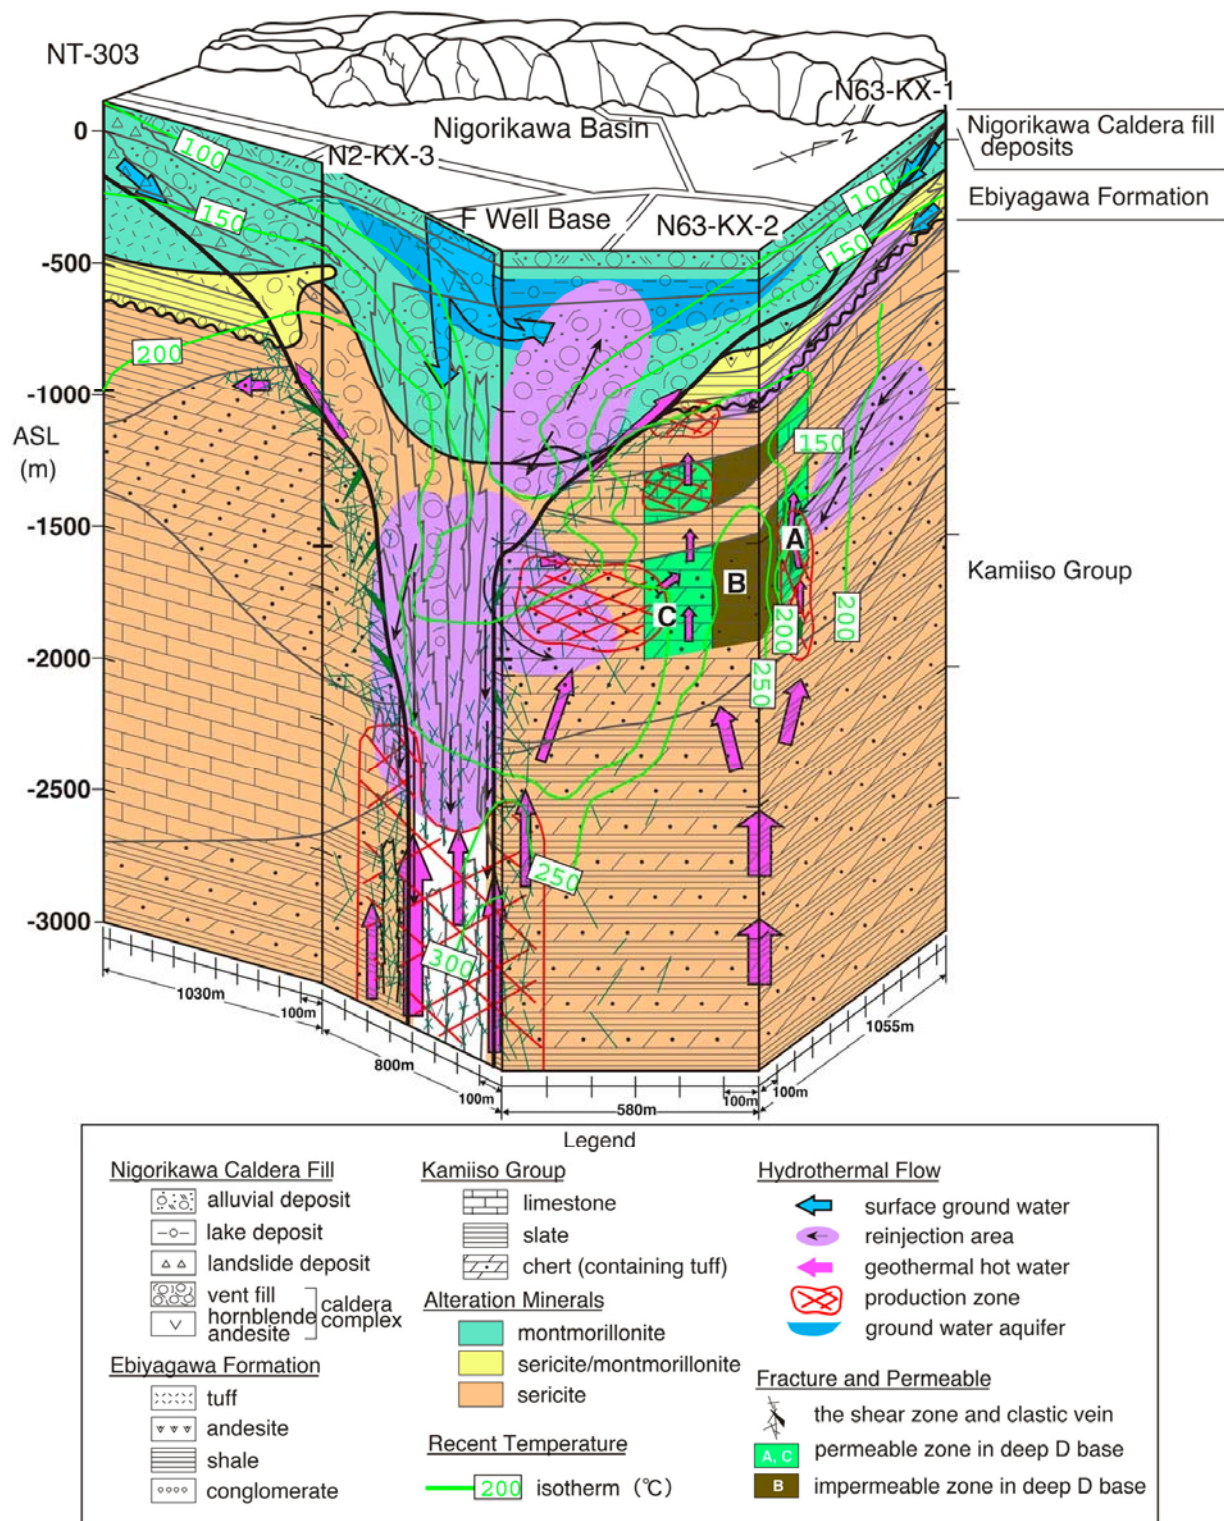 NT-303
N63-KX-1
0
Nigorikawa Basin
Nigorikawa Caldera fill
deposits
N
100
N2-KX-3
100
Ebiyagawa Formation
150
F Well Base
N63-KX-2
150
-500
200
-1000
ASL
(m)
150
-1500
A
Kamiiso Group
B
C
200
200
-2000
250
-2500
250
-3000
300
1030m
100m
800m
100m
580m
100m
100m
1055m
Legend
Nigorikawa Caldera Fill
alluvial deposit
lake deposit
landslide deposit
vent fill
hornblende
andesite
caldera
complex
Ebiyagawa Formation
tuff
andesite
shale
conglomerate
Kamiiso Group
limestone
slate
chert (containing tuff)
Alteration Minerals
montmorillonite
sericite/montmorillonite
sericite
Recent Temperature
200 isotherm (℃)
Hydrothermal Flow
surface ground water
reinjection area
geothermal hot water
production zone
ground water aquifer
Fracture and Permeable
the shear zone and clastic vein
A, C permeable zone in deep D base
B impermeable zone in deep D base